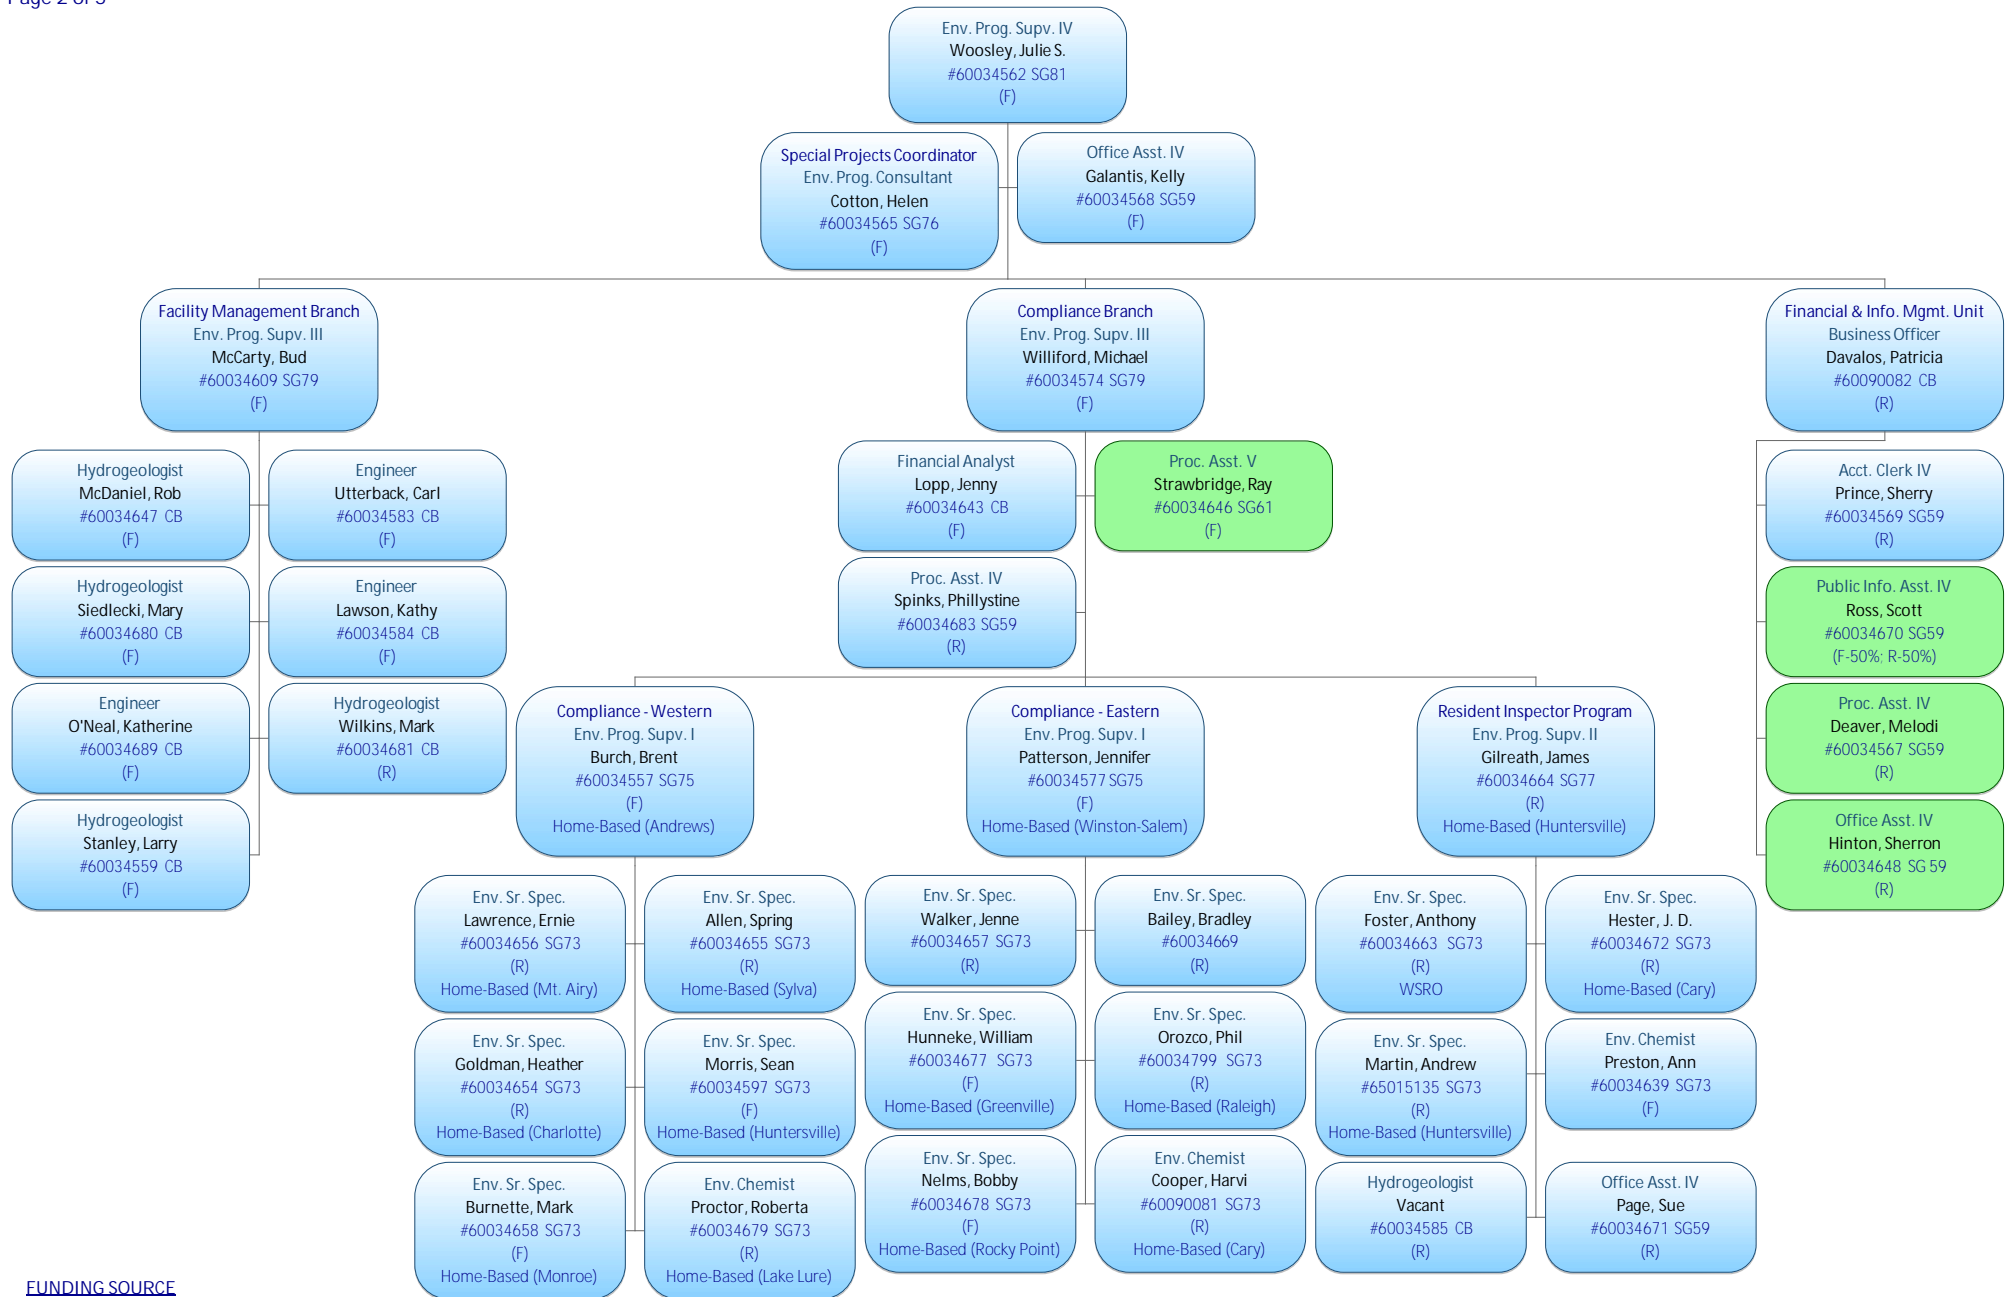 Page 2 of 3
Env. Prog. Supv. IV
Woosley, Julie S.
#60034562 SG81
(F)
Special Projects Coordinator
Env. Prog. Consultant
Cotton, Helen
#60034565 SG76
(F)
Office Asst. IV
Galantis, Kelly
#60034568 SG59
(F)
Facility Management Branch
Env. Prog. Supv. III
McCarty, Bud
#60034609 SG79
(F)
Compliance Branch
Env. Prog. Supv. III
Williford, Michael
#60034574 SG79
(F)
Financial & Info. Mgmt. Unit
Business Officer
Davalos, Patricia
#60090082 CB
(R)
Hydrogeologist
McDaniel, Rob
#60034647 CB
(F)
Engineer
Utterback, Carl
#60034583 CB
(F)
Hydrogeologist
Siedlecki, Mary
#60034680 CB
(F)
Engineer
Lawson, Kathy
#60034584 CB
(F)
Engineer
O'Neal, Katherine
#60034689 CB
(F)
Hydrogeologist
Wilkins, Mark
#60034681 CB
(R)
Hydrogeologist
Stanley, Larry
#60034559 CB
(F)
Financial Analyst
Lopp, Jenny
#60034643 CB
(F)
Proc. Asst. V
Strawbridge, Ray
#60034646 SG61
(F)
Proc. Asst. IV
Spinks, Phillystine
#60034683 SG59
(R)
Acct. Clerk IV
Prince, Sherry
#60034569 SG59
(R)
Public Info. Asst. IV
Ross, Scott
#60034670 SG59
(F-50%; R-50%)
Proc. Asst. IV
Deaver, Melodi
#60034567 SG59
(R)
Office Asst. IV
Hinton, Sherron
#60034648 SG 59
(R)
Compliance - Western
Env. Prog. Supv. I
Burch, Brent
#60034557 SG75
(F)
Home-Based (Andrews)
Compliance - Eastern
Env. Prog. Supv. I
Patterson, Jennifer
#60034577 SG75
(F)
Home-Based (Winston-Salem)
Resident Inspector Program
Env. Prog. Supv. II
Gilreath, James
#60034664 SG77
(R)
Home-Based (Huntersville)
Env. Sr. Spec.
Lawrence, Ernie
#60034656 SG73
(R)
Home-Based (Mt. Airy)
Env. Sr. Spec.
Allen, Spring
#60034655 SG73
(R)
Home-Based (Sylva)
Env. Sr. Spec.
Goldman, Heather
#60034654 SG73
(R)
Home-Based (Charlotte)
Env. Sr. Spec.
Morris, Sean
#60034597 SG73
(F)
Home-Based (Huntersville)
Env. Sr. Spec.
Burnette, Mark
#60034658 SG73
(F)
Home-Based (Monroe)
Env. Chemist
Proctor, Roberta
#60034679 SG73
(R)
Home-Based (Lake Lure)
Env. Sr. Spec.
Walker, Jenne
#60034657 SG73
(R)
Env. Sr. Spec.
Bailey, Bradley
#60034669
(R)
Env. Sr. Spec.
Hunneke, William
#60034677 SG73
(F)
Home-Based (Greenville)
Env. Sr. Spec.
Orozco, Phil
#60034799 SG73
(R)
Home-Based (Raleigh)
Env. Sr. Spec.
Nelms, Bobby
#60034678 SG73
(F)
Home-Based (Rocky Point)
Env. Chemist
Cooper, Harvi
#60090081 SG73
(R)
Home-Based (Cary)
Env. Sr. Spec.
Foster, Anthony
#60034663 SG73
(R)
WSRO
Env. Sr. Spec.
Hester, J. D.
#60034672 SG73
(R)
Home-Based (Cary)
Env. Sr. Spec.
Martin, Andrew
#65015135 SG73
(R)
Home-Based (Huntersville)
Env. Chemist
Preston, Ann
#60034639 SG73
(F)
Hydrogeologist
Vacant
#60034585 CB
(R)
Office Asst. IV
Page, Sue
#60034671 SG59
(R)
FUNDING SOURCE